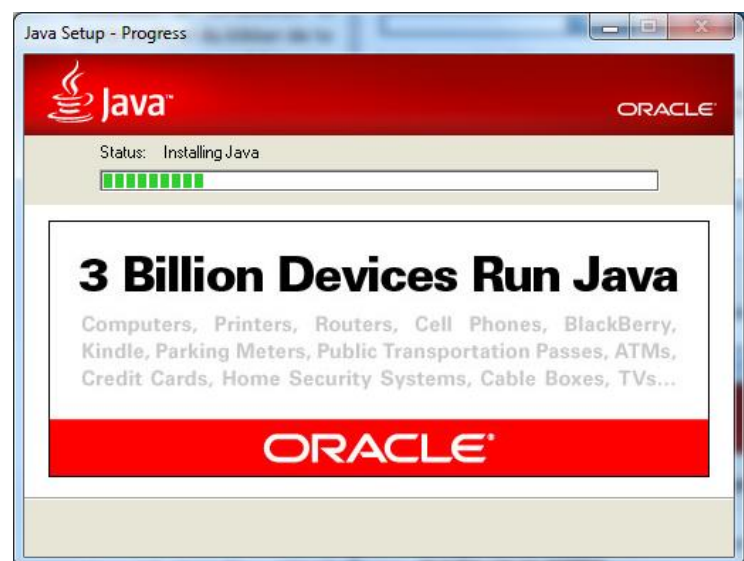 Java Setup - Progress
Java™
ORACLE®
Status: Installing Java
3 Billion Devices Run Java
Computers, Printers, Routers, Cell Phones, BlackBerry,
Kindle, Parking Meters, Public Transportation Passes, ATMs,
Credit Cards, Home Security Systems, Cable Boxes, TVs...
ORACLE®